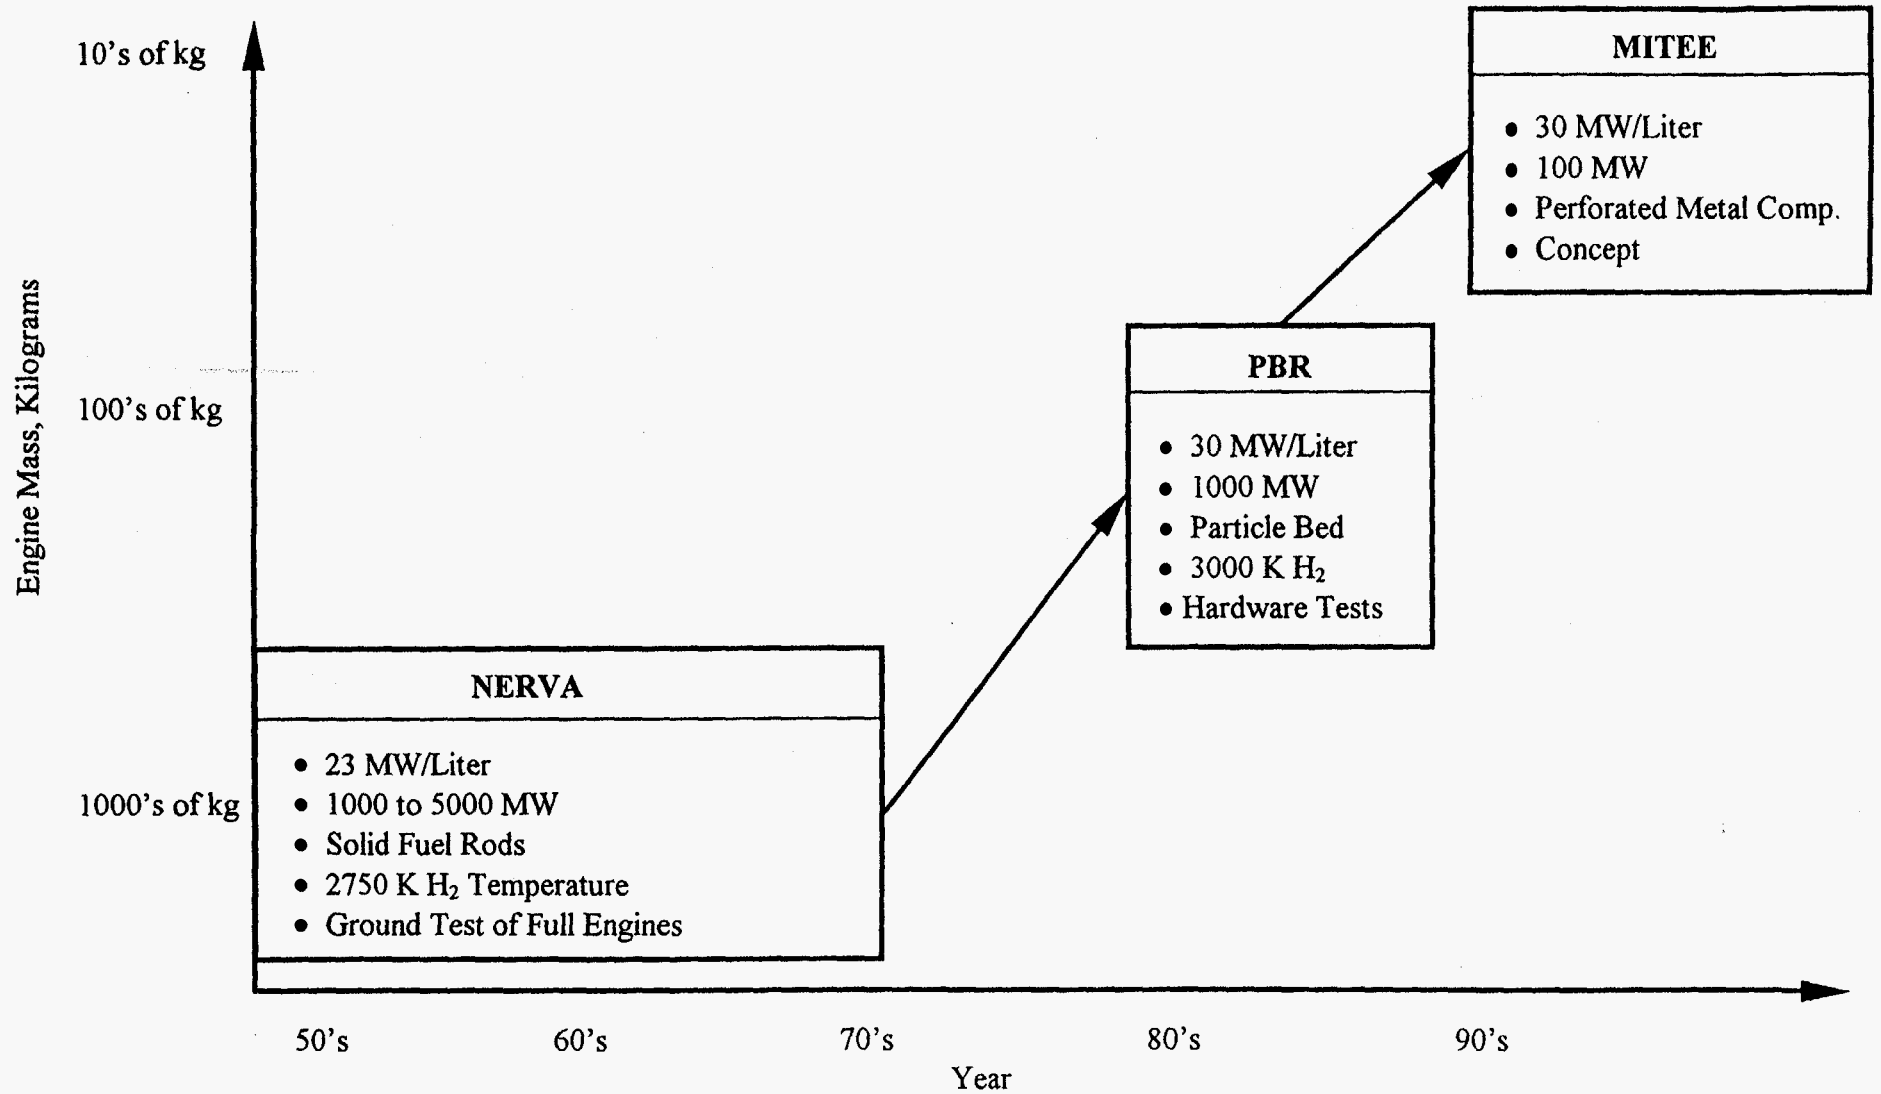 10's of kg
100's of kg
1000's of kg
Engine Mass, Kilograms
MITEE
• 30 MW/Liter
• 100 MW
• Perforated Metal Comp.
• Concept
PBR
• 30 MW/Liter
• 1000 MW
• Particle Bed
• 3000 K H₂
• Hardware Tests
NERVA
• 23 MW/Liter
• 1000 to 5000 MW
• Solid Fuel Rods
• 2750 K H₂ Temperature
• Ground Test of Full Engines
50's 60's 70's 80's 90's
Year